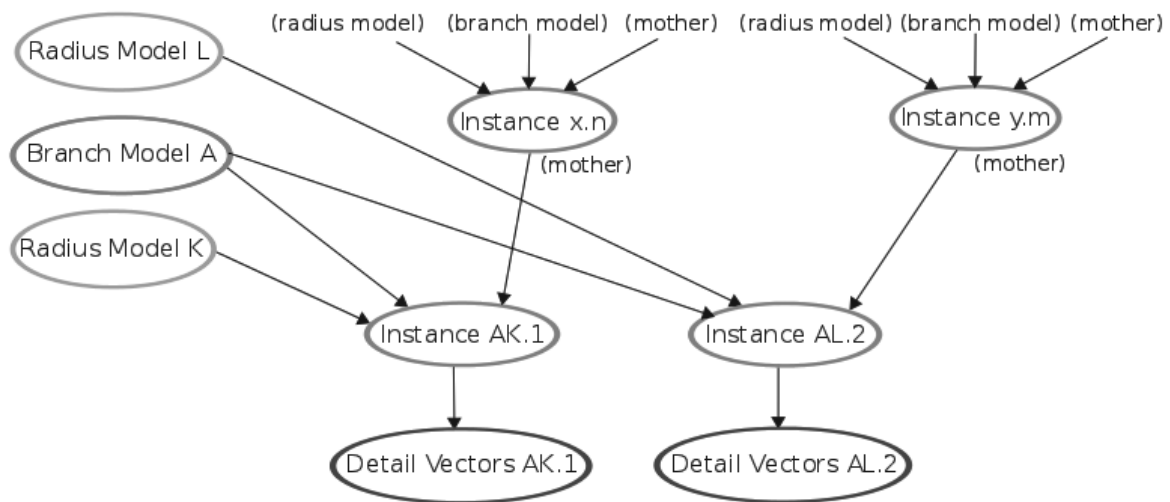 (radius model) (branch model) (mother)
(radius model) (branch model) (mother)
Radius Model L
Instance x.n
Instance y.m
Branch Model A
(mother)
(mother)
Radius Model K
Instance AK.1
Instance AL.2
Detail Vectors AK.1
Detail Vectors AL.2